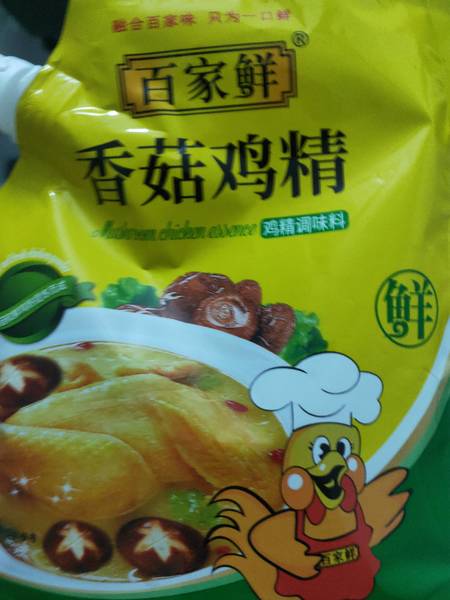 融合百家味 只为一口鲜
百家鲜®
香菇鸡精
Mushroom chicken essence 鸡精调味料
鲜
百家鲜